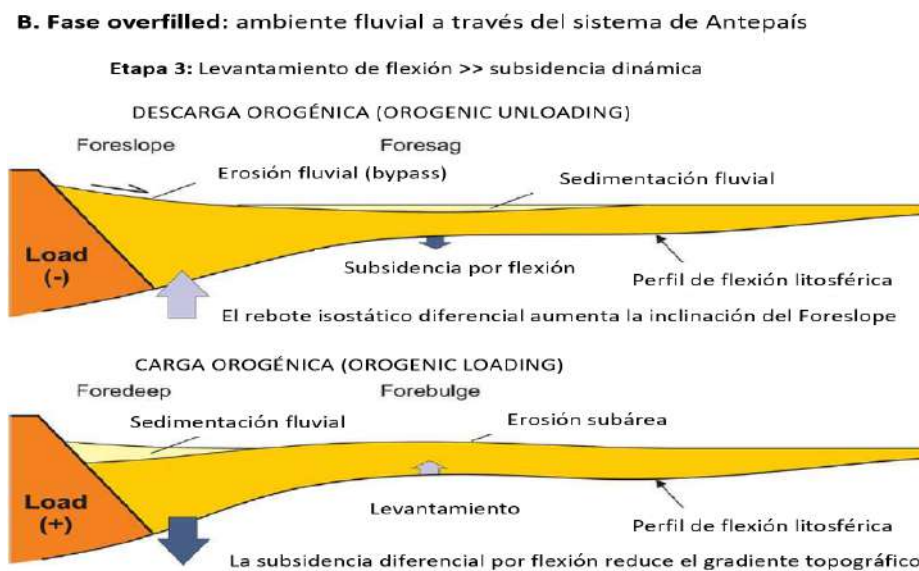 B. Fase overfilled: ambiente fluvial a través del sistema de Antepaís
Etapa 3: Levantamiento de flexión >> subsidencia dinámica
DESCARGA OROGÉNICA (OROGENIC UNLOADING)
Foreslope Foresag
Erosión fluvial (bypass) Sedimentación fluvial
Load
(-)
Subsidencia por flexión
Perfil de flexión litosférica
El rebote isostático diferencial aumenta la inclinación del Foreslope
CARGA OROGÉNICA (OROGENIC LOADING)
Foredeep Forebulge
Sedimentación fluvial Erosión subárea
Load
(+)
Levantamiento
Perfil de flexión litosférica
La subsidencia diferencial por flexión reduce el gradiente topográfico